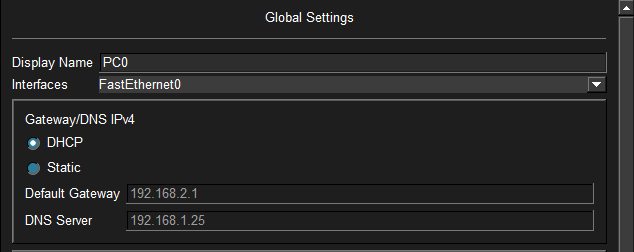 Global Settings
Display Name PC0
Interfaces FastEthernet0
Gateway/DNS IPv4
DHCP
Static
Default Gateway 192.168.2.1
DNS Server 192.168.1.25